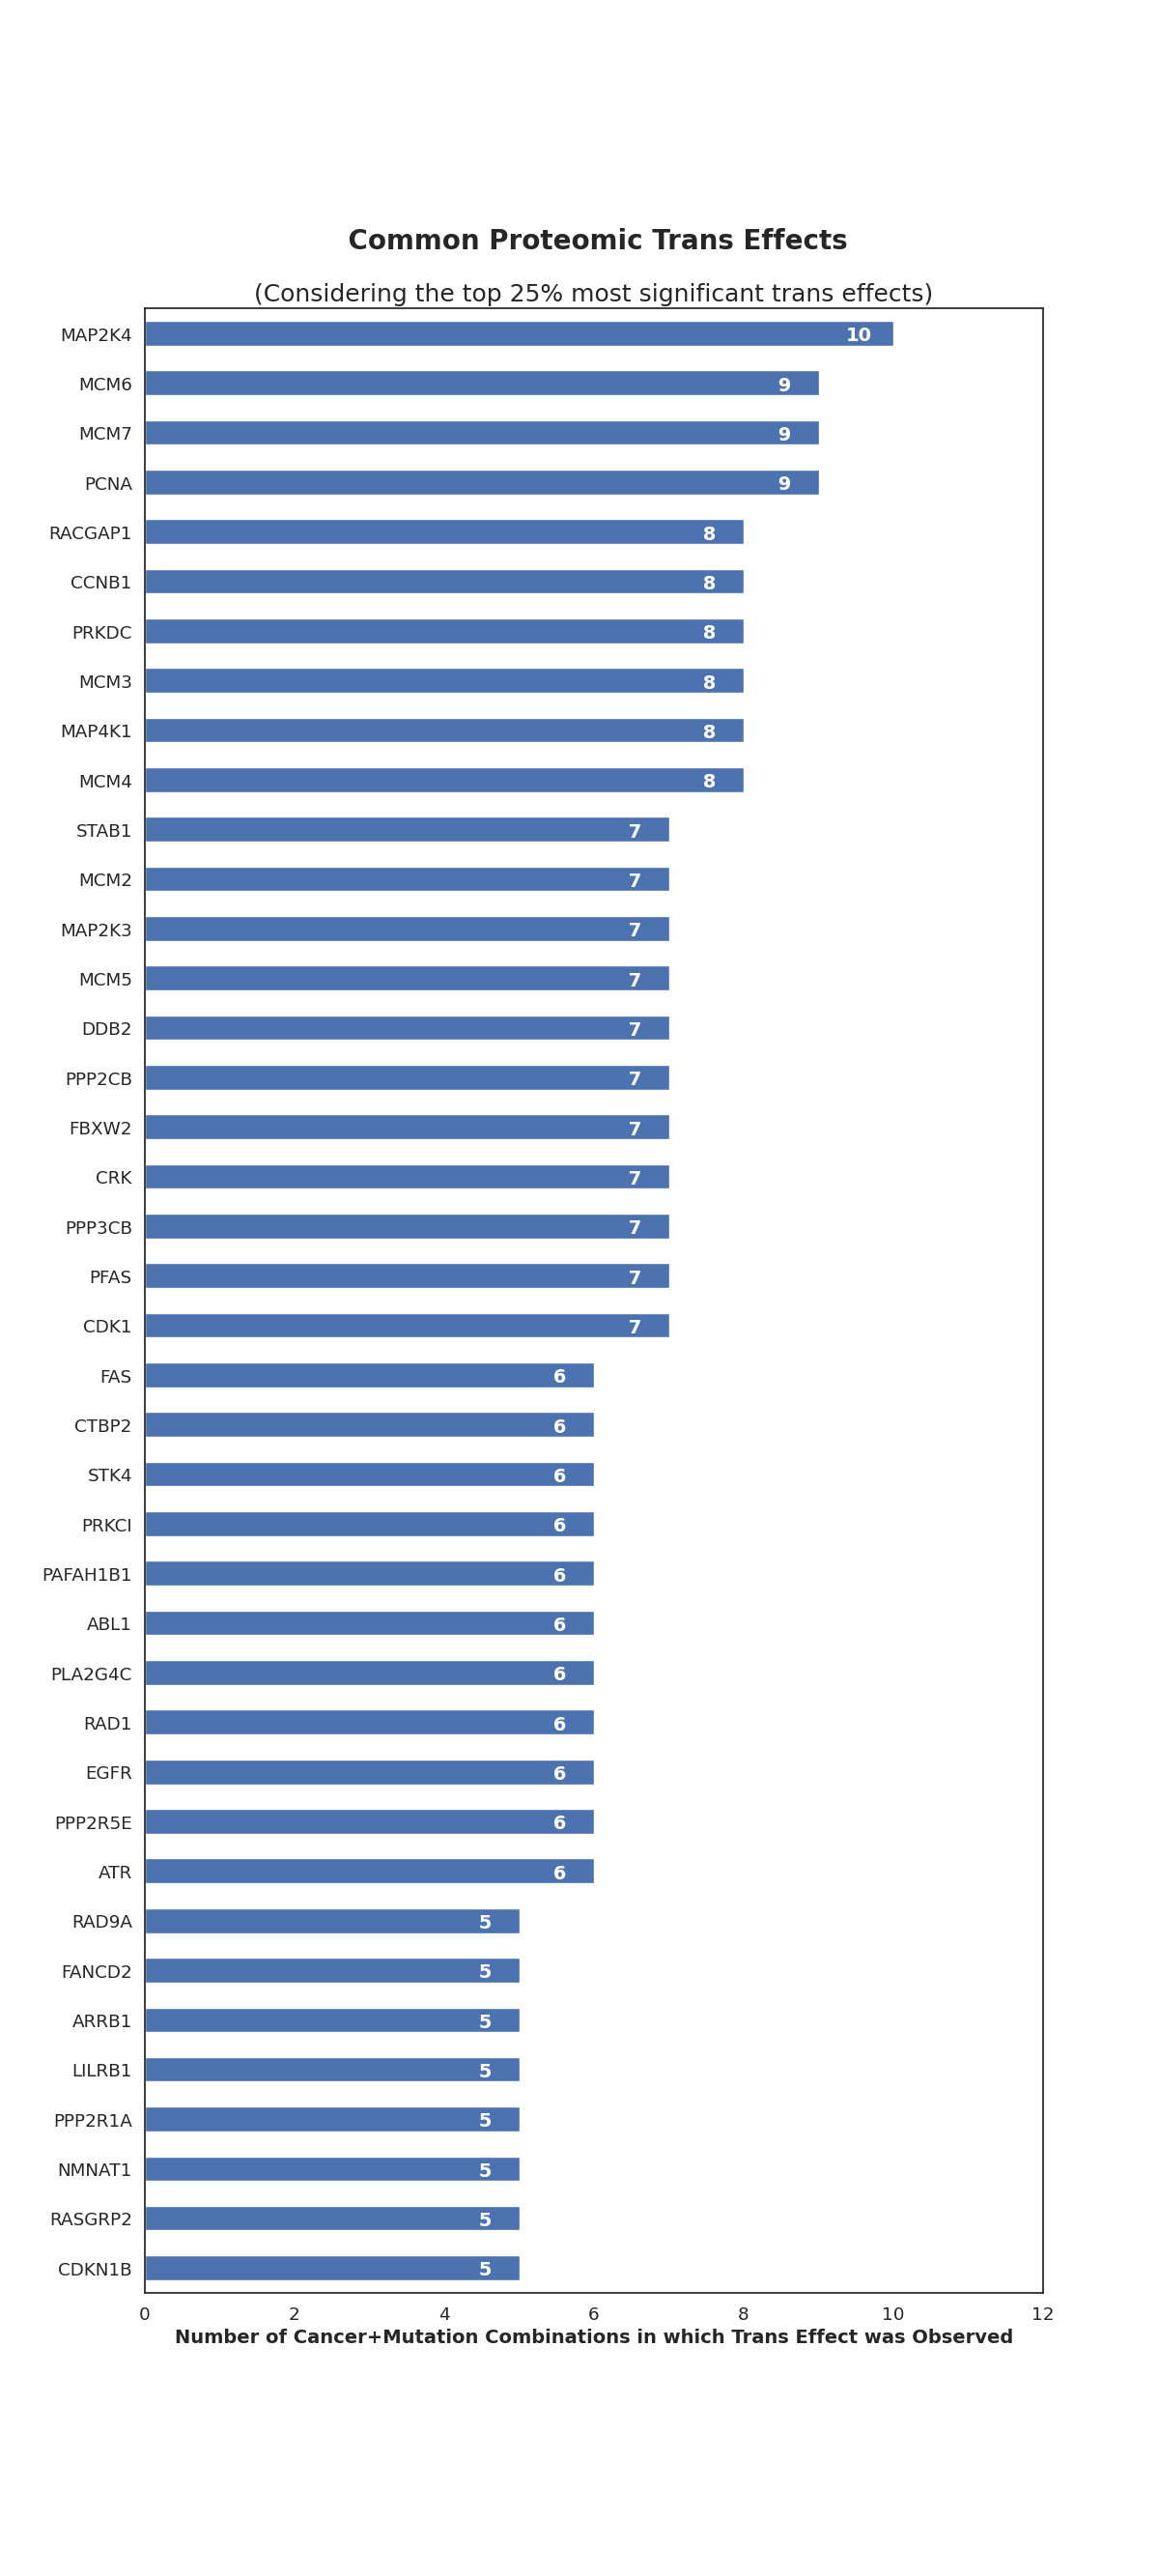 Common Proteomic Trans Effects
(Considering the top 25% most significant trans effects)
MAP2K4 10
MCM6 9
MCM7 9
PCNA 9
RACGAP1 8
CCNB1 8
PRKDC 8
MCM3 8
MAP4K1 8
MCM4 8
STAB1 7
MCM2 7
MAP2K3 7
MCM5 7
DDB2 7
PPP2CB 7
FBXW2 7
CRK 7
PPP3CB 7
PFAS 7
CDK1 7
FAS 6
CTBP2 6
STK4 6
PRKCI 6
PAFAH1B1 6
ABL1 6
PLA2G4C 6
RAD1 6
EGFR 6
PPP2R5E 6
ATR 6
RAD9A 5
FANCD2 5
ARRB1 5
LILRB1 5
PPP2R1A 5
NMNAT1 5
RASGRP2 5
CDKN1B 5
0 2 4 6 8 10 12
Number of Cancer+Mutation Combinations in which Trans Effect was Observed